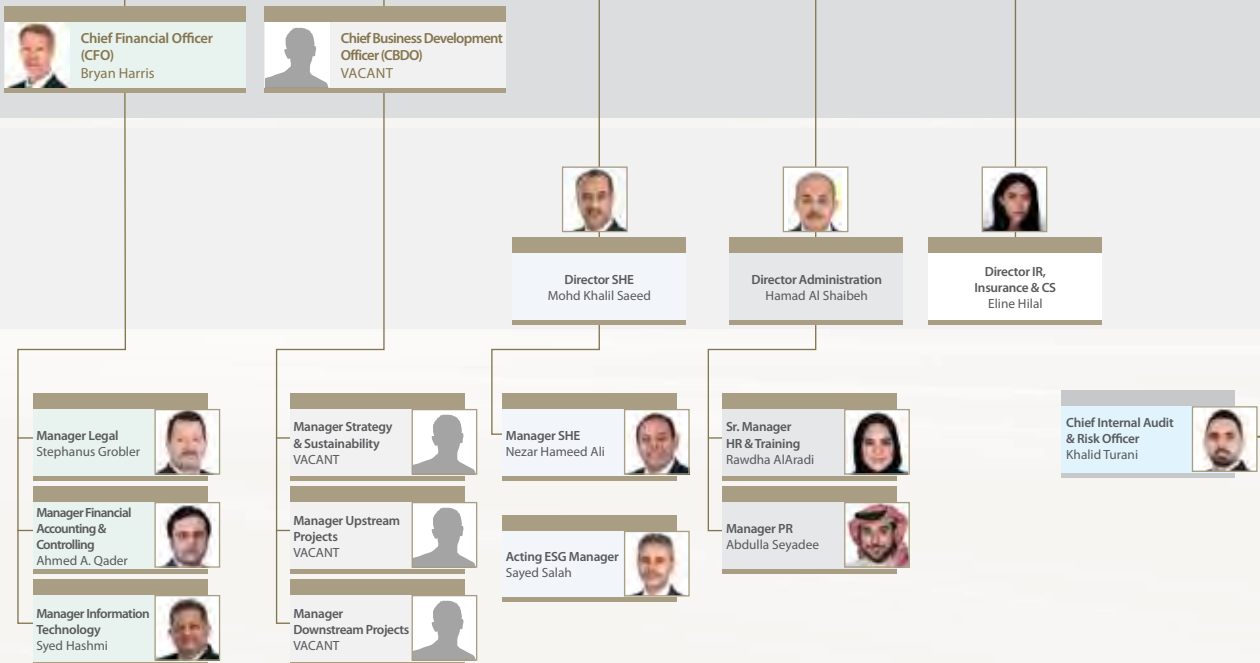 Chief Financial Officer
(CFO)
Bryan Harris
Chief Business Development
Officer (CBDO)
VACANT
Director SHE
Mohd Khalil Saeed
Director Administration
Hamad Al Shaibeh
Director IR,
Insurance & CS
Eline Hilal
Manager Legal
Stephanus Grobler
Manager Financial
Accounting &
Controlling
Ahmed A. Qader
Manager Information
Technology
Syed Hashmi
Manager Strategy
& Sustainability
VACANT
Manager Upstream
Projects
VACANT
Manager
Downstream Projects
VACANT
Manager SHE
Nezar Hameed Ali
Acting ESG Manager
Sayed Salah
Sr. Manager
HR & Training
Rawdha AlAradi
Manager PR
Abdulla Seyadee
Chief Internal Audit
& Risk Officer
Khalid Turani